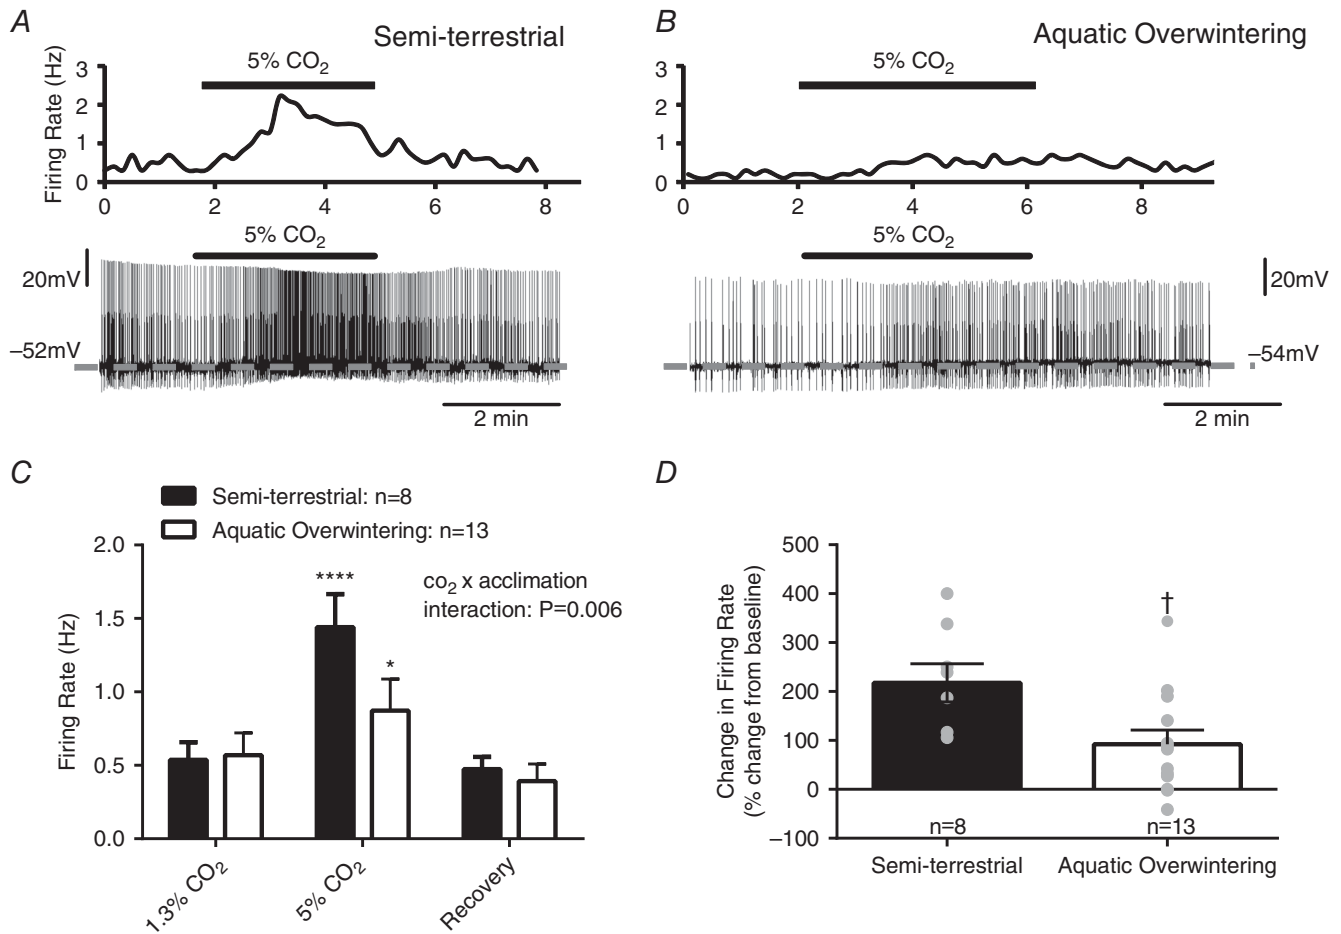 A
Semi-terrestrial
5% CO2
Firing Rate (Hz)
3
2
1
0
0 2 4 6 8
5% CO2
20mV
–52mV
2 min
B
Aquatic Overwintering
5% CO2
3
2
1
0
0 2 4 6 8
5% CO2
20mV
–54mV
2 min
C
Semi-terrestrial: n=8
Aquatic Overwintering: n=13
co2 x acclimation
interaction: P=0.006
Firing Rate (Hz)
2.0
1.5
1.0
0.5
0.0
****
*
1.3% CO2
5% CO2
Recovery
D
Change in Firing Rate
(% change from baseline)
500
400
300
200
100
0
–100
†
n=8
n=13
Semi-terrestrial
Aquatic Overwintering